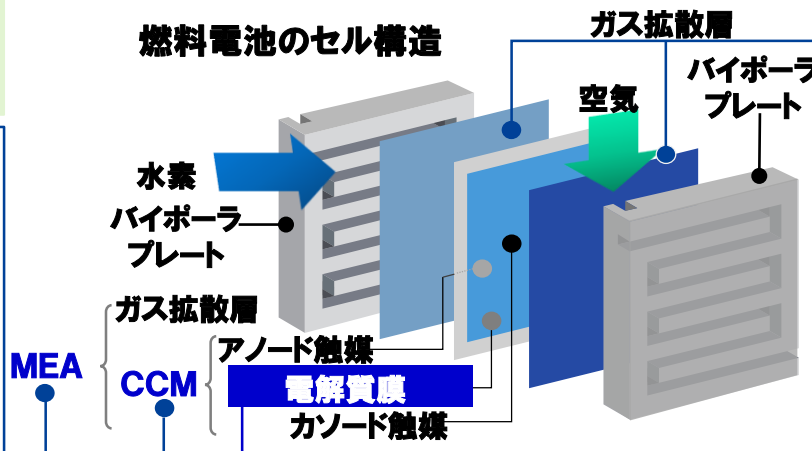 燃料電池のセル構造
ガス拡散層
バイポーラ
プレート
空気
水素
バイポーラ
プレート
ガス拡散層
MEA
アノード触媒
CCM
電解質膜
カソード触媒